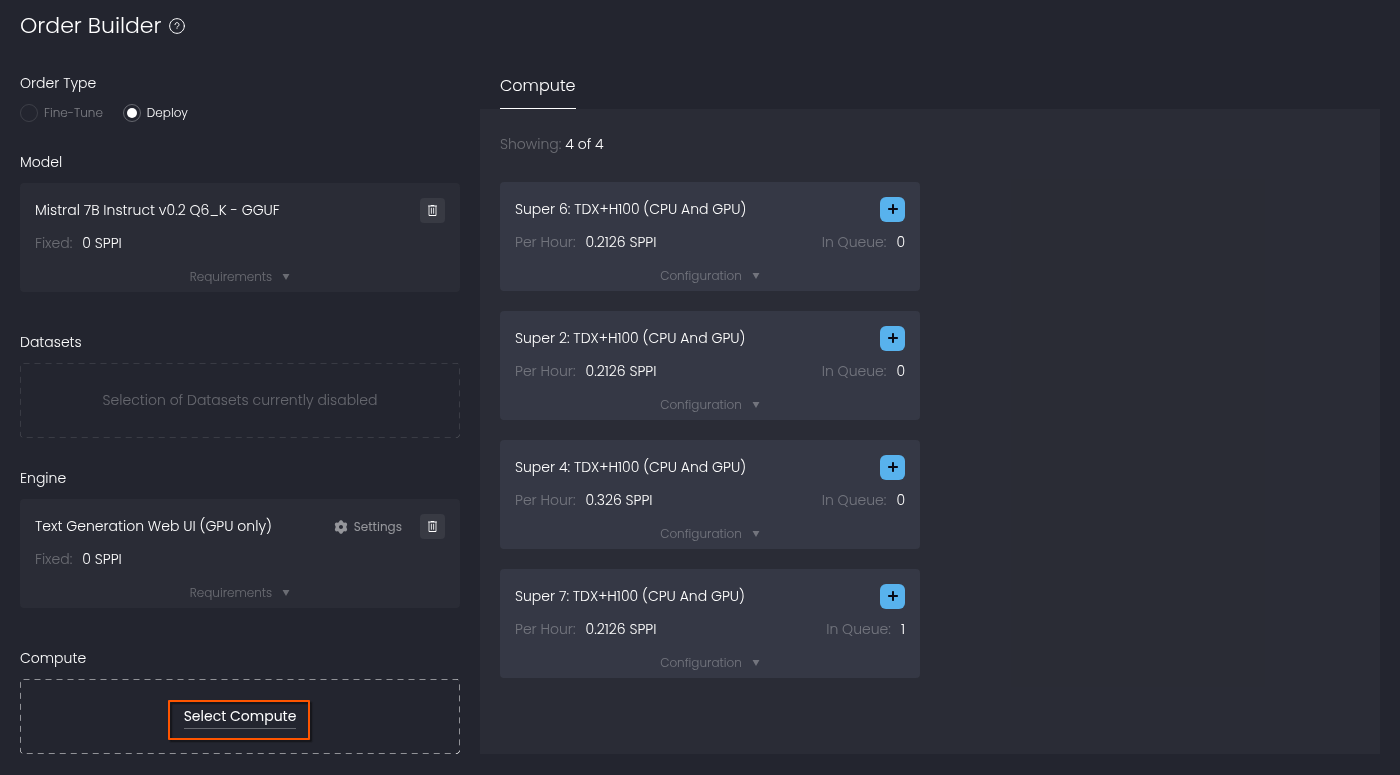 Order Builder ?
Order Type
Fine-Tune Deploy
Model
Mistral 7B Instruct v0.2 Q6_K - GGUF
Fixed: 0 SPPI
Requirements
Datasets
Selection of Datasets currently disabled
Engine
Text Generation Web UI (GPU only) Settings
Fixed: 0 SPPI
Requirements
Compute
Select Compute
Compute
Showing: 4 of 4
Super 6: TDX+H100 (CPU And GPU)
Per Hour: 0.2126 SPPI In Queue: 0
Configuration
Super 2: TDX+H100 (CPU And GPU)
Per Hour: 0.2126 SPPI In Queue: 0
Configuration
Super 4: TDX+H100 (CPU And GPU)
Per Hour: 0.326 SPPI In Queue: 0
Configuration
Super 7: TDX+H100 (CPU And GPU)
Per Hour: 0.2126 SPPI In Queue: 1
Configuration